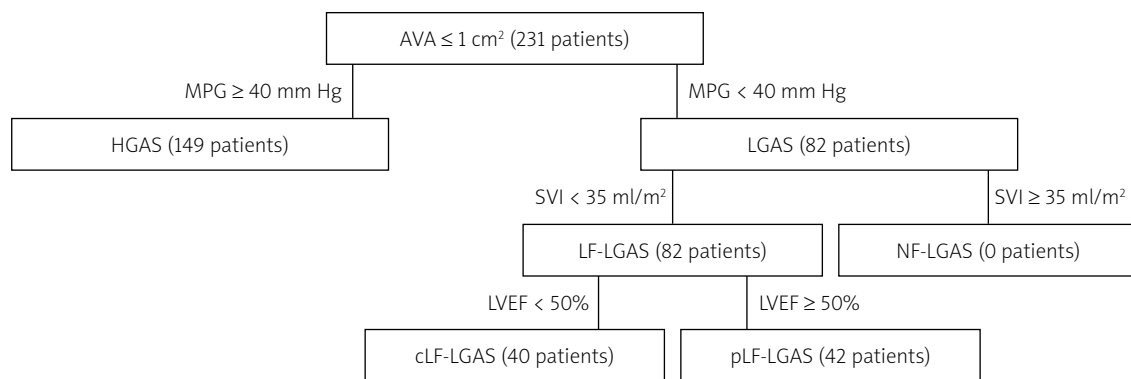 AVA ≤ 1 cm² (231 patients)
MPG ≥ 40 mm Hg
MPG < 40 mm Hg
HGAS (149 patients)
LGAS (82 patients)
SVI < 35 ml/m²
SVI ≥ 35 ml/m²
LF-LGAS (82 patients)
NF-LGAS (0 patients)
LVEF < 50%
LVEF ≥ 50%
cLF-LGAS (40 patients)
pLF-LGAS (42 patients)